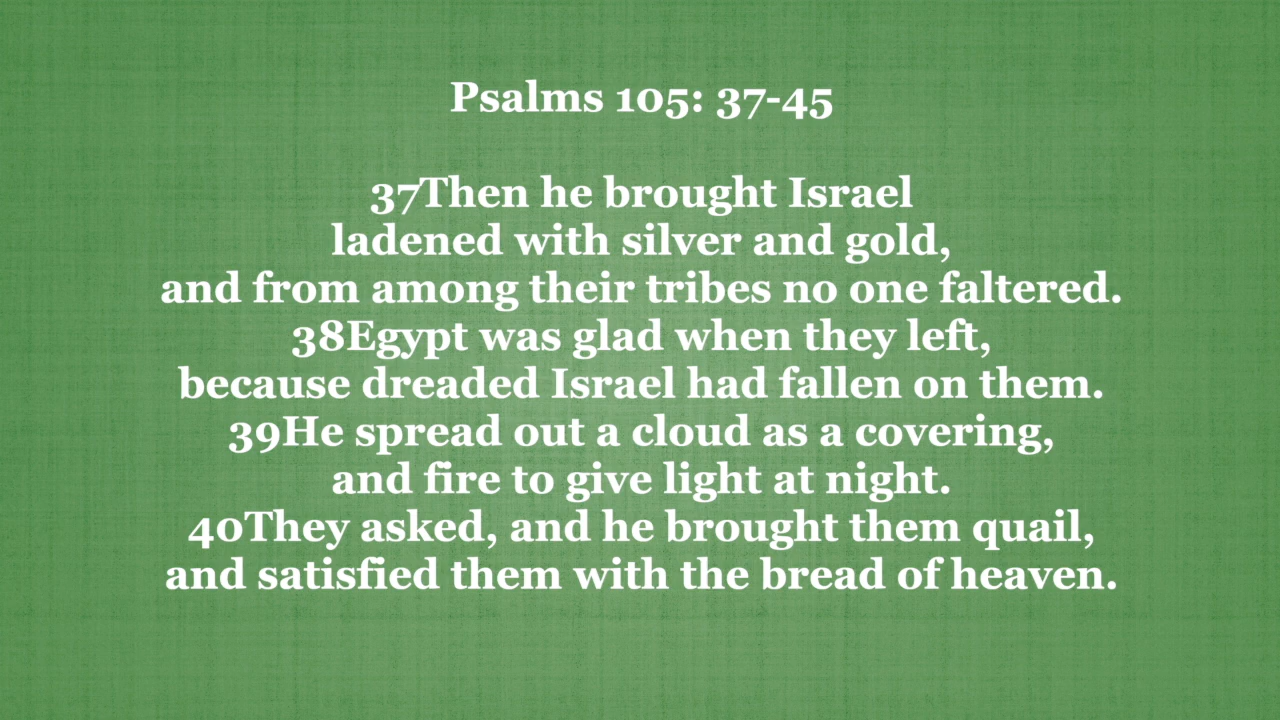 Psalms 105: 37-45
37Then he brought Israel
ladened with silver and gold,
and from among their tribes no one faltered.
38Egypt was glad when they left,
because dreaded Israel had fallen on them.
39He spread out a cloud as a covering,
and fire to give light at night.
40They asked, and he brought them quail,
and satisfied them with the bread of heaven.